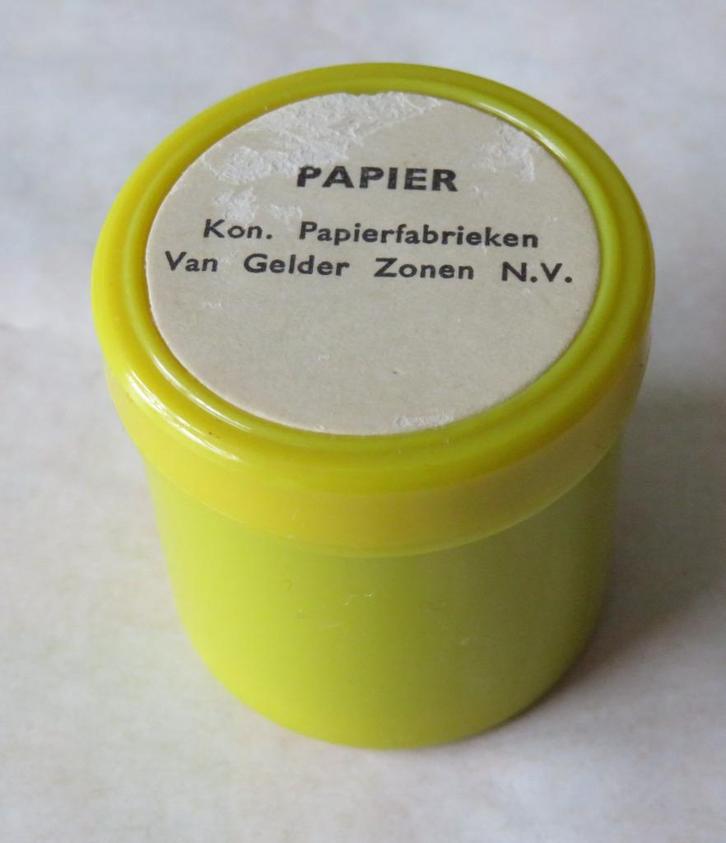 PAPIER
Kon. Papierfabrieken
Van Gelder Zonen N.V.